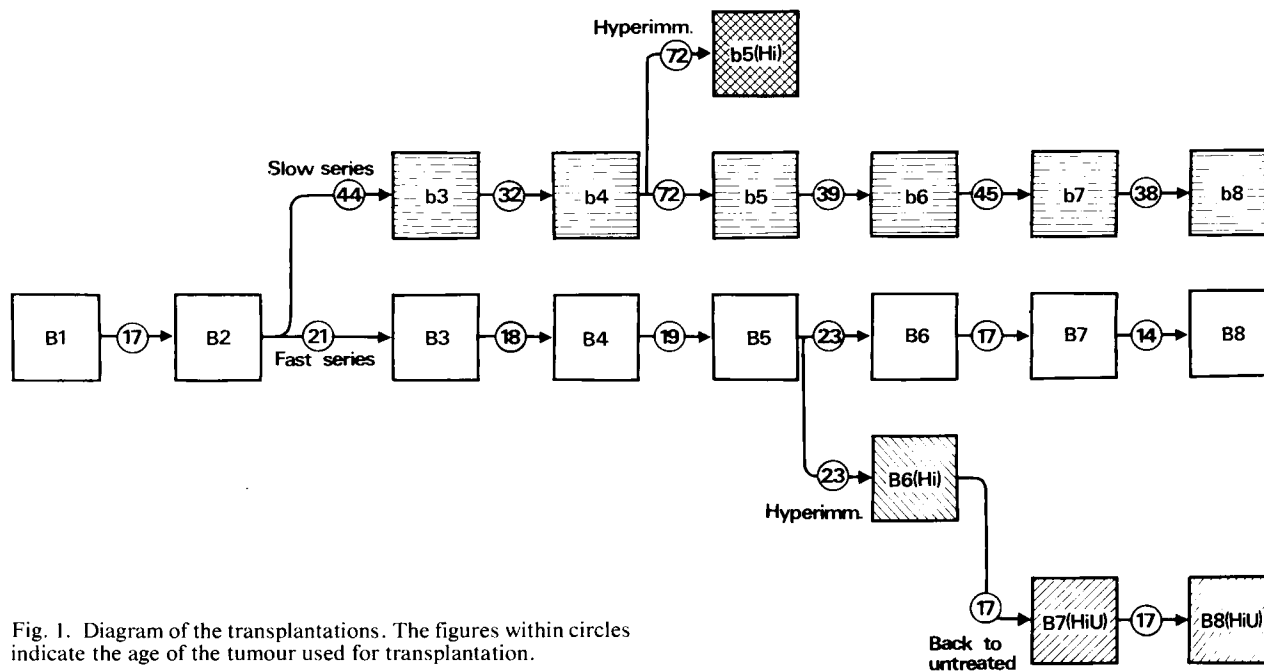 Hyperimm.
72
b5(Hi)
Slow series
44
b3
32
b4
72
b5
39
b6
45
b7
38
b8
B1
17
B2
21
Fast series
B3
18
B4
19
B5
23
B6
17
B7
14
B8
23
Hyperimm.
B6(Hi)
17
Back to
untreated
B7(HiU)
17
B8(HiU)
Fig. 1. Diagram of the transplantations. The figures within circles
indicate the age of the tumour used for transplantation.